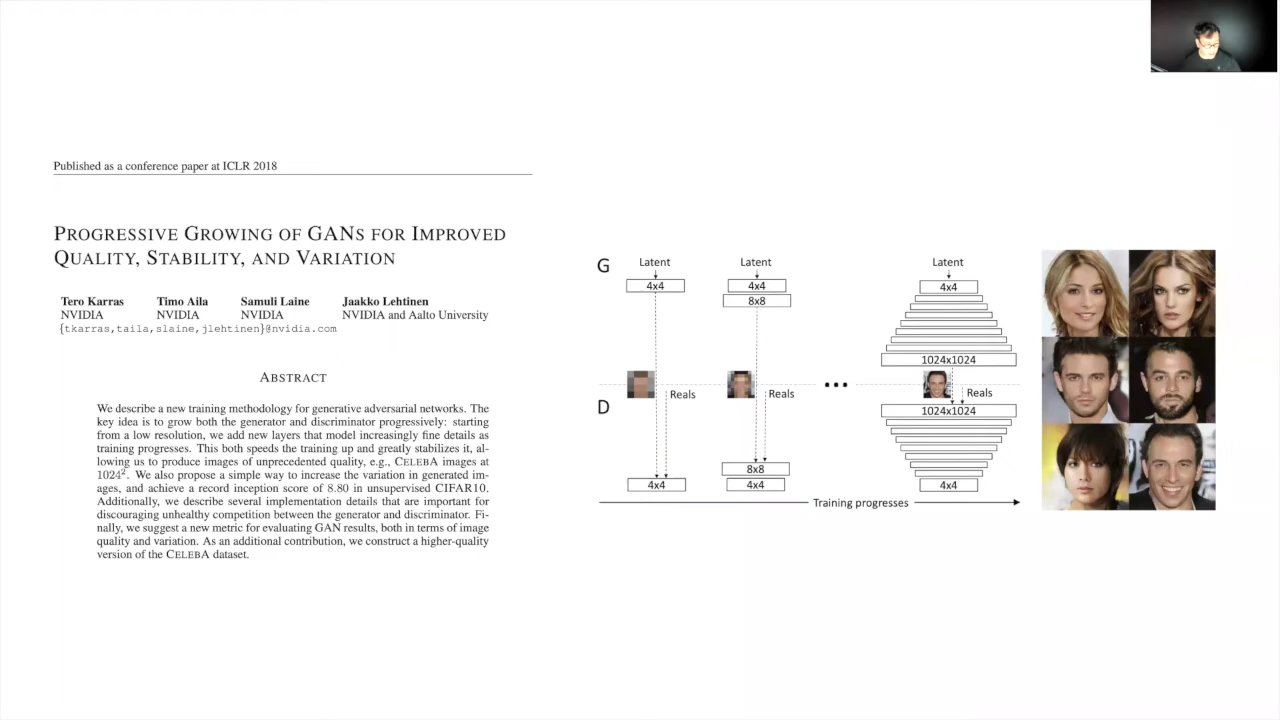 Published as a conference paper at ICLR 2018
PROGRESSIVE GROWING OF GANS FOR IMPROVED
QUALITY, STABILITY, AND VARIATION
Tero Karras Timo Aila Samuli Laine Jaakko Lehtinen
NVIDIA NVIDIA NVIDIA NVIDIA and Aalto University
{tkarras,taila,slaine,jlehtinen}@nvidia.com
ABSTRACT
We describe a new training methodology for generative adversarial networks. The
key idea is to grow both the generator and discriminator progressively: starting
from a low resolution, we add new layers that model increasingly fine details as
training progresses. This both speeds the training up and greatly stabilizes it, al-
lowing us to produce images of unprecedented quality, e.g., CELEBA images at
1024². We also propose a simple way to increase the variation in generated im-
ages, and achieve a record inception score of 8.80 in unsupervised CIFAR10.
Additionally, we describe several implementation details that are important for
discouraging unhealthy competition between the generator and discriminator. Fi-
nally, we suggest a new metric for evaluating GAN results, both in terms of image
quality and variation. As an additional contribution, we construct a higher-quality
version of the CELEBA dataset.
G Latent Latent Latent
4x4 4x4 4x4
8x8
1024x1024
...
Reals Reals Reals
D
1024x1024
8x8
4x4 4x4 4x4
Training progresses